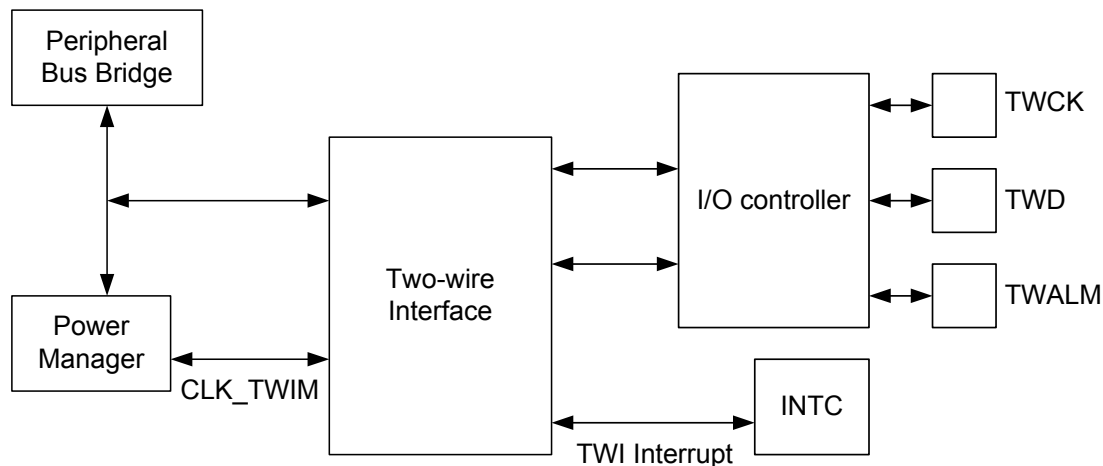 Peripheral
Bus Bridge
TWCK
I/O controller
TWD
Two-wire
Interface
TWALM
Power
Manager
CLK_TWIM
INTC
TWI Interrupt